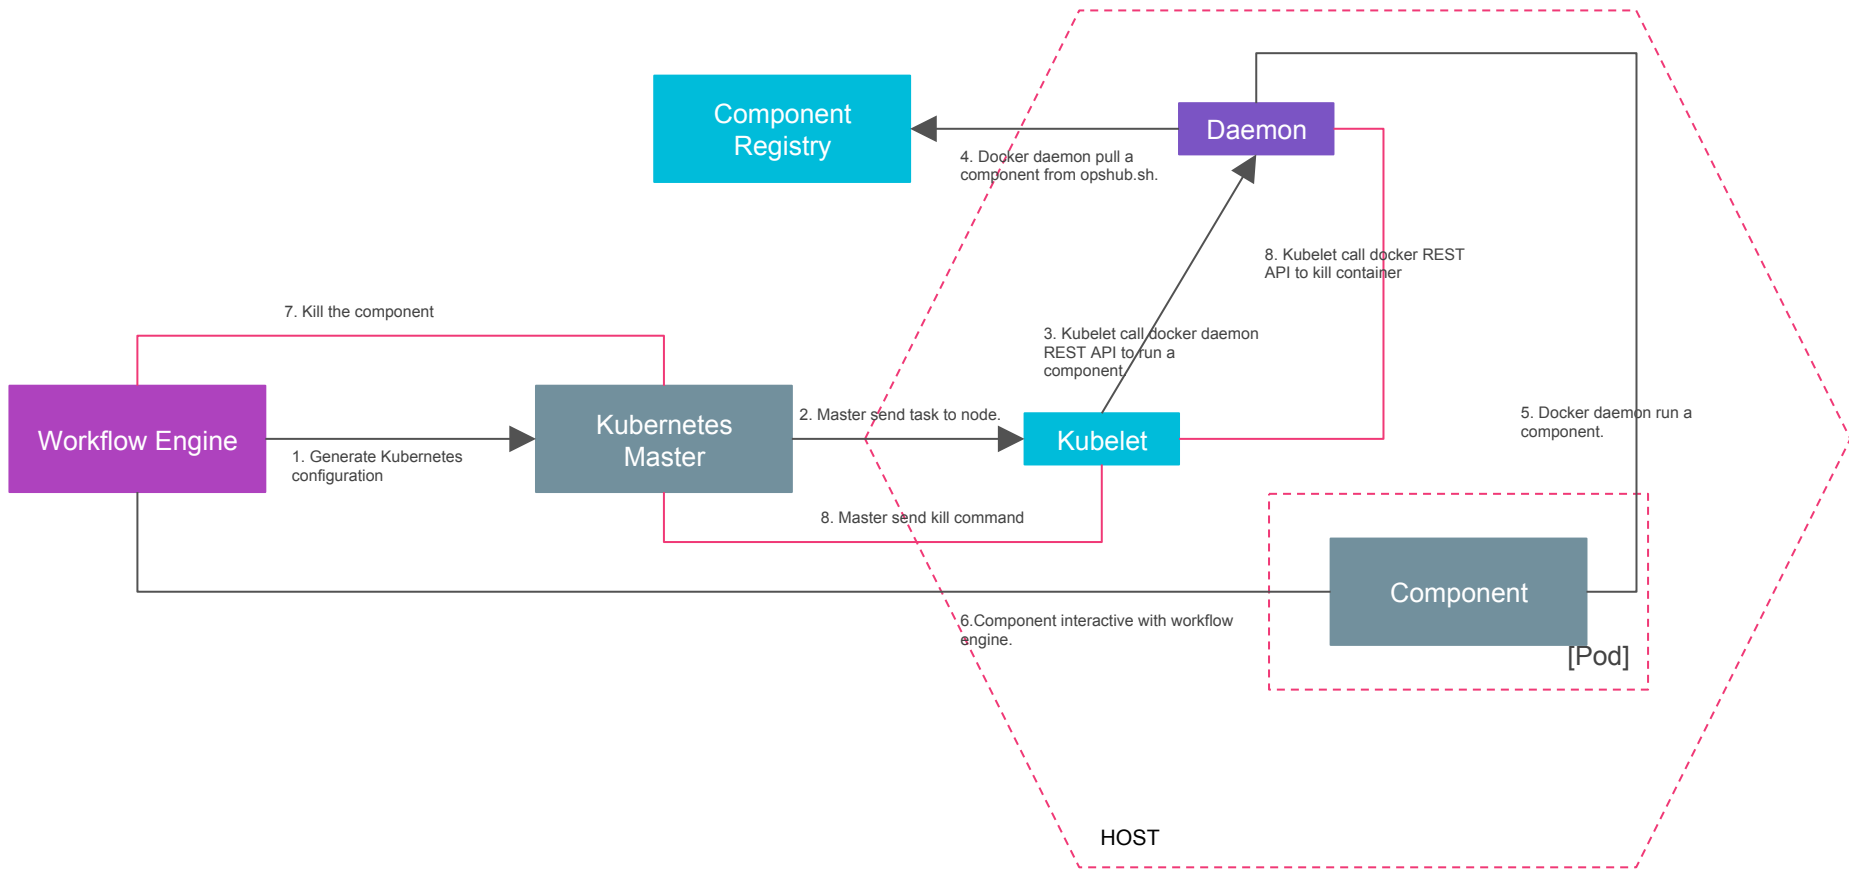 Component
Registry
Daemon
4. Docker daemon pull a
component from opshub.sh.
8. Kubelet call docker REST
API to kill container
7. Kill the component
3. Kubelet call docker daemon
REST API to run a
component.
Workflow Engine
1. Generate Kubernetes
configuration
Kubernetes
Master
2. Master send task to node.
Kubelet
5. Docker daemon run a
component.
8. Master send kill command
Component
[Pod]
6.Component interactive with workflow
engine.
HOST